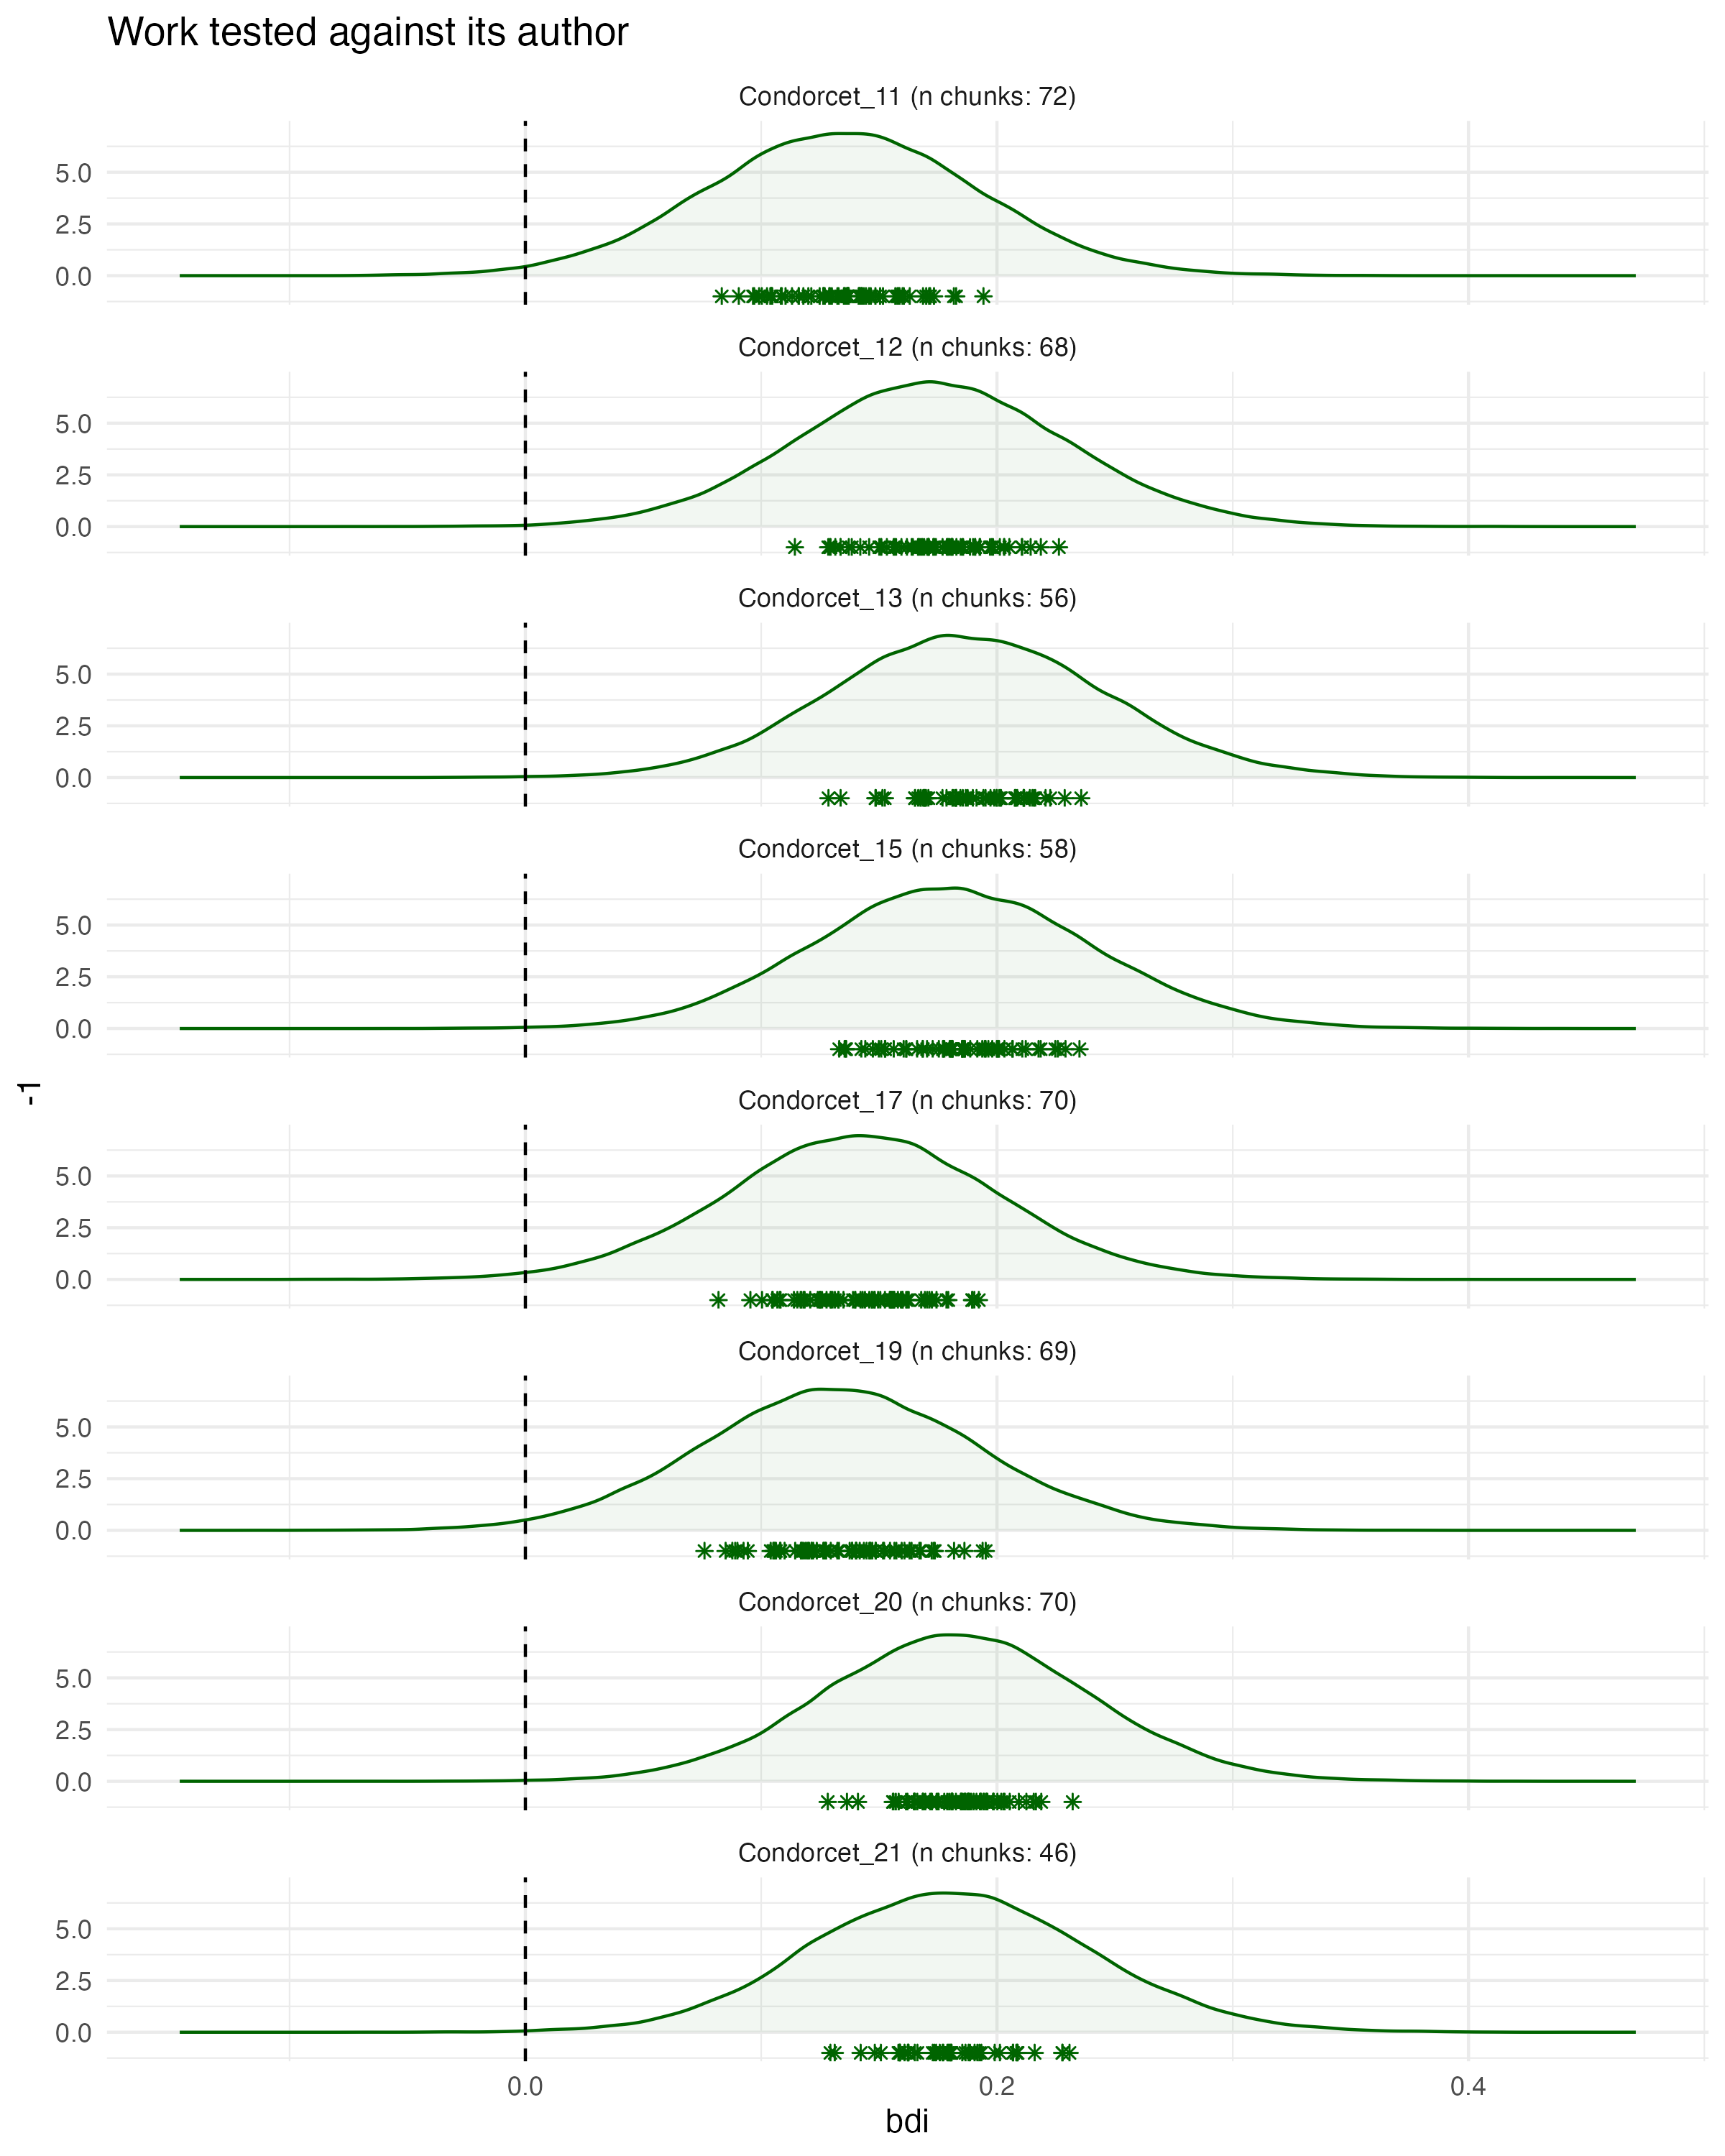 Work tested against its author
Condorcet_11 (n chunks: 72)
5.0
2.5
0.0
Condorcet_12 (n chunks: 68)
5.0
2.5
0.0
Condorcet_13 (n chunks: 56)
5.0
2.5
0.0
Condorcet_15 (n chunks: 58)
5.0
2.5
0.0
-1
Condorcet_17 (n chunks: 70)
5.0
2.5
0.0
Condorcet_19 (n chunks: 69)
5.0
2.5
0.0
Condorcet_20 (n chunks: 70)
5.0
2.5
0.0
Condorcet_21 (n chunks: 46)
5.0
2.5
0.0
0.0 0.2 0.4
bdi